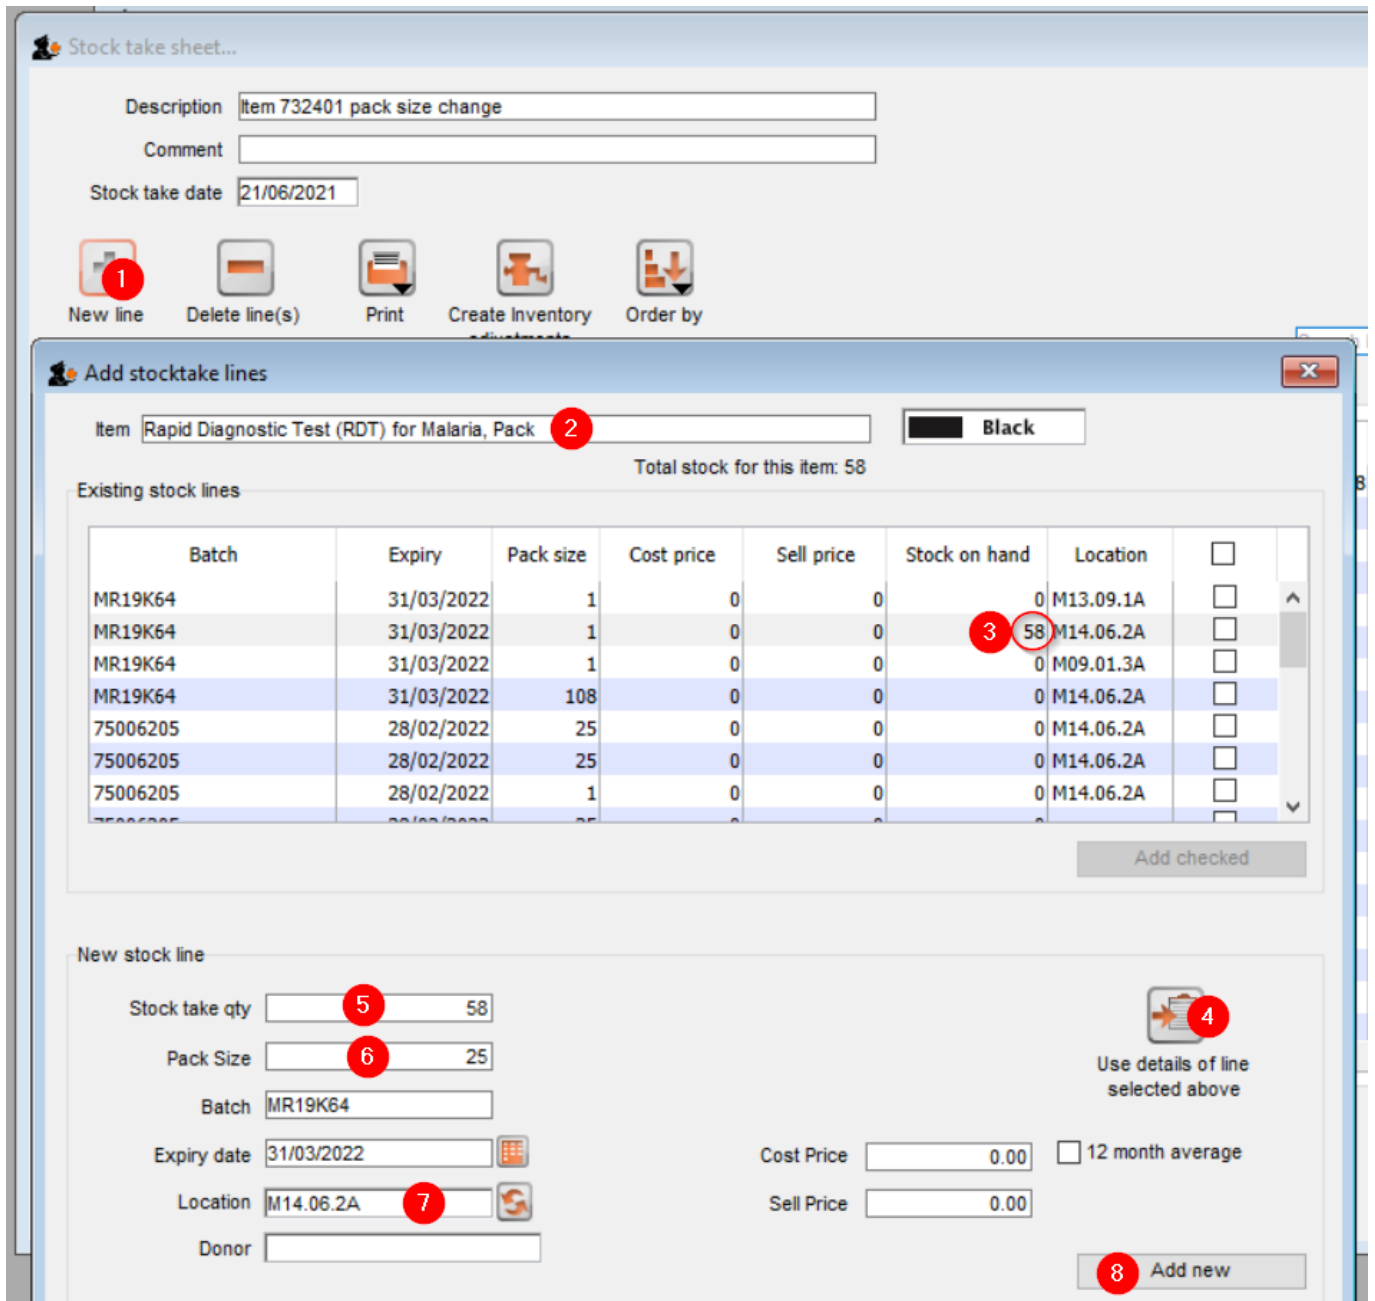 Stock take sheet...
Description Item 732401 pack size change
Comment
Stock take date 21/06/2021
1
New line Delete line(s) Print Create Inventory adjustments Order by
Add stocktake lines
Item Rapid Diagnostic Test (RDT) for Malaria, Pack 2 Black
Total stock for this item: 58
Existing stock lines
Batch Expiry Pack size Cost price Sell price Stock on hand Location
MR19K64 31/03/2022 1 0 0 0 M13.09.1A
MR19K64 31/03/2022 1 0 0 3 58 M14.06.2A
MR19K64 31/03/2022 1 0 0 0 M09.01.3A
MR19K64 31/03/2022 108 0 0 0 M14.06.2A
75006205 28/02/2022 25 0 0 0 M14.06.2A
75006205 28/02/2022 25 0 0 0 M14.06.2A
75006205 28/02/2022 1 0 0 0 M14.06.2A
Add checked
New stock line
Stock take qty 5 58
4
Pack Size 6 25
Use details of line
selected above
Batch MR19K64
Expiry date 31/03/2022 Cost Price 0.00 12 month average
Location M14.06.2A 7 Sell Price 0.00
Donor
8 Add new